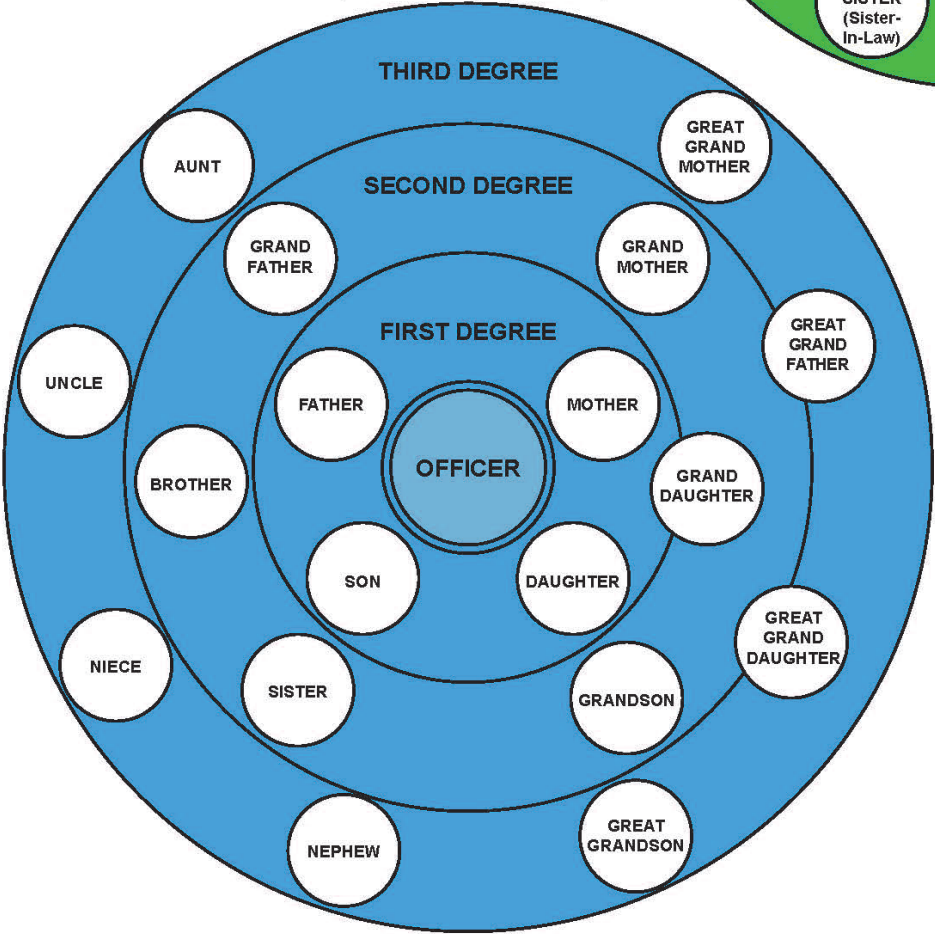 SISTER
(Sister-
In-Law)
THIRD DEGREE
GREAT
GRAND
MOTHER
AUNT
SECOND DEGREE
GRAND
FATHER
GRAND
MOTHER
FIRST DEGREE
GREAT
GRAND
FATHER
UNCLE
FATHER
MOTHER
OFFICER
BROTHER
GRAND
DAUGHTER
SON
DAUGHTER
GREAT
GRAND
DAUGHTER
NIECE
SISTER
GRANDSON
NEPHEW
GREAT
GRANDSON